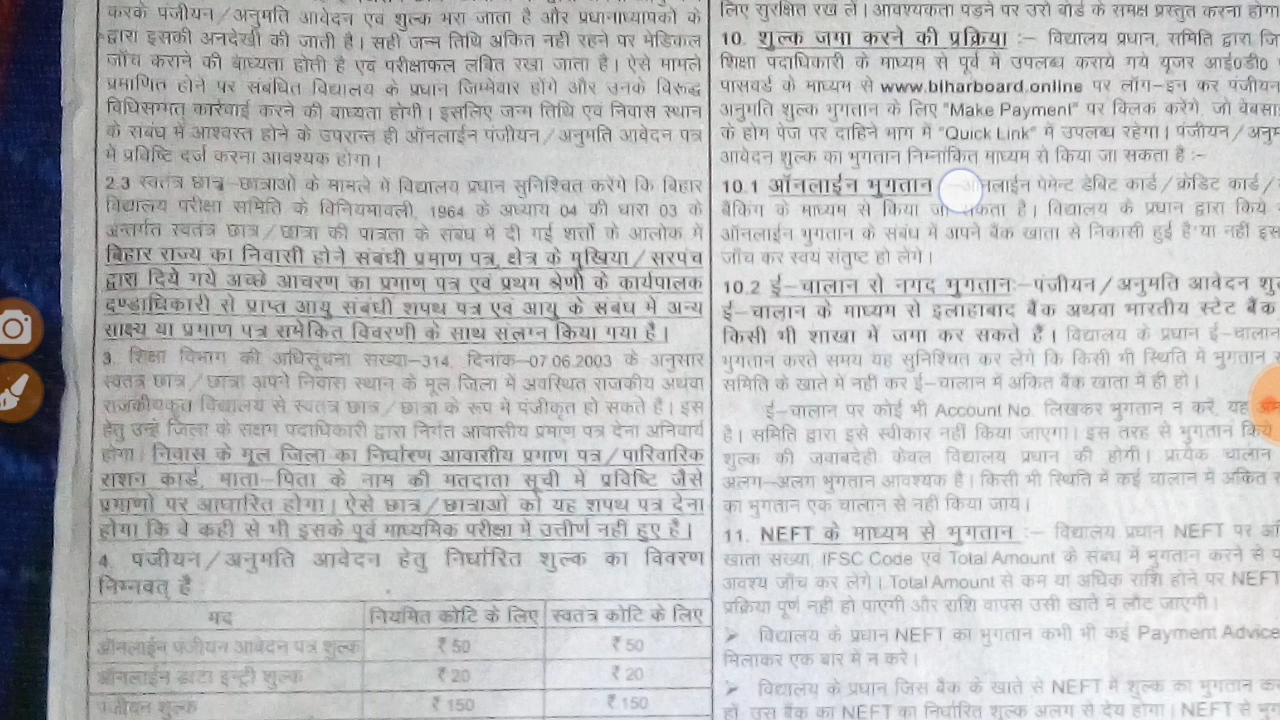 करके पंजीयन/अनुमति आवेदन एवं शुल्क भरा जाता है और प्रधानाध्यापकों के
द्वारा इसकी अनदेखी की जाती है। सही जन्म तिथि अंकित नहीं रहने पर मेडिकल
जाँच कराने की बाध्यता होती है एवं परीक्षाफल लंबित रखा जाता है। ऐसे मामले
प्रमाणित होने पर संबंधित विद्यालय के प्रधान जिम्मेवार होंगे और उनके विरूद्ध
विधिसम्मत कार्रवाई करने की बाध्यता होगी। इसलिए जन्म तिथि एवं निवास स्थान
के संबंध में आश्वस्त होने के उपरान्त ही ऑनलाईन पंजीयन/अनुमति आवेदन पत्र
में प्रविष्टि दर्ज करना आवश्यक होगा।
2.3 स्वतंत्र छात्र-छात्राओं के मामले में विद्यालय प्रधान सुनिश्चित करेंगे कि बिहार
विद्यालय परीक्षा समिति के विनियमावली, 1964 के अध्याय 04 की धारा 03 के
अन्तर्गत स्वतंत्र छात्र/छात्रा की पात्रता के संबंध में दी गई शर्त्तों के आलोक में
बिहार राज्य का निवासी होने संबंधी प्रमाण पत्र, क्षेत्र के मुखिया/सरपंच
द्वारा दिये गये अच्छे आचरण का प्रमाण पत्र एवं प्रथम श्रेणी के कार्यपालक
दण्डाधिकारी से प्राप्त आयु संबंधी शपथ पत्र एवं आयु के संबंध में अन्य
साक्ष्य या प्रमाण पत्र समेकित विवरणी के साथ संलग्न किया गया है।
3. शिक्षा विभाग की अधिसूचना संख्या-314, दिनांक-07.06.2003 के अनुसार
स्वतंत्र छात्र/छात्रा अपने निवास स्थान के मूल जिला में अवस्थित राजकीय अथवा
राजकीयकृत विद्यालय से स्वतंत्र छात्र/छात्रा के रूप में पंजीकृत हो सकते है। इस
हेतु उन्हें जिला के सक्षम पदाधिकारी द्वारा निर्गत आवासीय प्रमाण पत्र देना अनिवार्य
होगा। निवास के मूल जिला का निर्धारण आवासीय प्रमाण पत्र/पारिवारिक
राशन कार्ड, माता-पिता के नाम की मतदाता सूची में प्रविष्टि जैसे
प्रमाणों पर आधारित होगा। ऐसे छात्र/छात्राओं को यह शपथ पत्र देना
होगा कि वे कहीं से भी इसके पूर्व माध्यमिक परीक्षा में उत्तीर्ण नहीं हुए है।
4. पंजीयन/अनुमति आवेदन हेतु निर्धारित शुल्क का विवरण
निम्नवत् है :
मद नियमित कोटि के लिए स्वतंत्र कोटि के लिए
ऑनलाईन पंजीयन आवेदन पत्र शुल्क ₹ 50 ₹ 50
ऑनलाईन डाटा इन्ट्री शुल्क ₹ 20 ₹ 20
पंजीयन शुल्क ₹ 150 ₹ 150
लिए सुरक्षित रख लें। आवश्यकता पड़ने पर उसे बोर्ड के समक्ष प्रस्तुत करना होगा
10. शुल्क जमा करने की प्रक्रिया :- विद्यालय प्रधान, समिति द्वारा
शिक्षा पदाधिकारी के माध्यम से पूर्व में उपलब्ध कराये गये यूजर आई०डी०
पासवर्ड के माध्यम से www.biharboard.online पर लॉग-इन कर
अनुमति शुल्क भुगतान के लिए "Make Payment" पर क्लिक करेंगे, जो
के होम पेज पर दाहिने भाग में "Quick Link" में उपलब्ध रहेगा। पंजीयन/
आवेदन शुल्क का भुगतान निम्नांकित माध्यम से किया जा सकता है :-
10.1 ऑनलाईन भुगतान पेमेन्ट डेबिट कार्ड/क्रेडिट कार्ड/
बैंकिंग के माध्यम से किया जा सकता है। विद्यालय के प्रधान द्वारा किये
ऑनलाईन भुगतान के संबंध में अपने बैंक खाता से निकासी हुई है या नहीं
जाँच कर स्वयं संतुष्ट हो लेंगे।
10.2 ई-चालान से नगद भुगतान:-पंजीयन/अनुमति आवेदन
ई-चालान के माध्यम से इलाहाबाद बैंक अथवा भारतीय स्टेट बैंक
किसी भी शाखा में जमा कर सकते हैं। विद्यालय के प्रधान ई-चालान
भुगतान करते समय यह सुनिश्चित कर लेंगे कि किसी भी स्थिति में भुगतान
समिति के खाते में नहीं कर ई-चालान में अंकित बैंक खाता में ही हो।
ई-चालान पर कोई भी Account No. लिखकर भुगतान न करें, यह
है। समिति द्वारा इसे स्वीकार नहीं किया जाएगा। इस तरह से भुगतान किये
शुल्क की जवाबदेही केवल विद्यालय प्रधान की होगी। प्रत्येक चालान
अलग-अलग भुगतान आवश्यक है। किसी भी स्थिति में कई चालान में अंकित
का भुगतान एक चालान से नहीं किया जाय।
11. NEFT के माध्यम से भुगतान :- विद्यालय प्रधान NEFT पर
खाता संख्या, IFSC Code एवं Total Amount के संबंध में भुगतान करने से
अवश्य जाँच कर लेंगे। Total Amount से कम या अधिक राशि होने पर NEFT
प्रक्रिया पूर्ण नहीं हो पाएगी और राशि वापस उसी खाते में लौट जाएगी।
➢ विद्यालय के प्रधान NEFT का भुगतान कभी भी कई Payment Advice
मिलाकर एक बार में न करें।
➢ विद्यालय के प्रधान जिस बैंक के खाते से NEFT में शुल्क का भुगतान
हों, उस बैंक का NEFT का निर्धारित शुल्क अलग से देय होगा। NEFT से